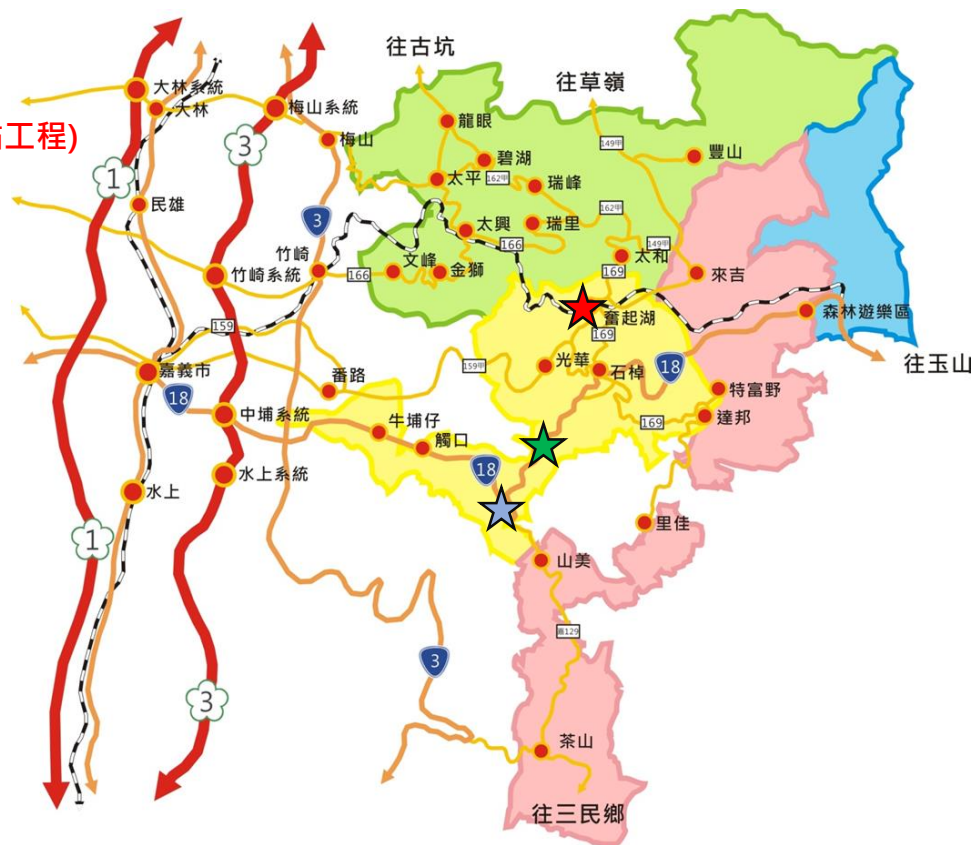 往古坑
往草嶺
大林系統
大林
梅山系統
梅山
站工程)
龍眼
碧湖
豐山
149甲
3
1
太平
162甲
瑞峰
民雄
3
太興
瑞里
162甲
166
149甲
竹崎
竹崎系統
166
文峰
金獅
太和
169
來吉
奮起湖
森林遊樂區
159
169
往玉山
嘉義市
番路
159甲
光華
石棹
18
18
特富野
中埔系統
牛埔仔
觸口
169
達邦
水上系統
18
水上
里佳
1
山美
3
3
茶山
往三民鄉